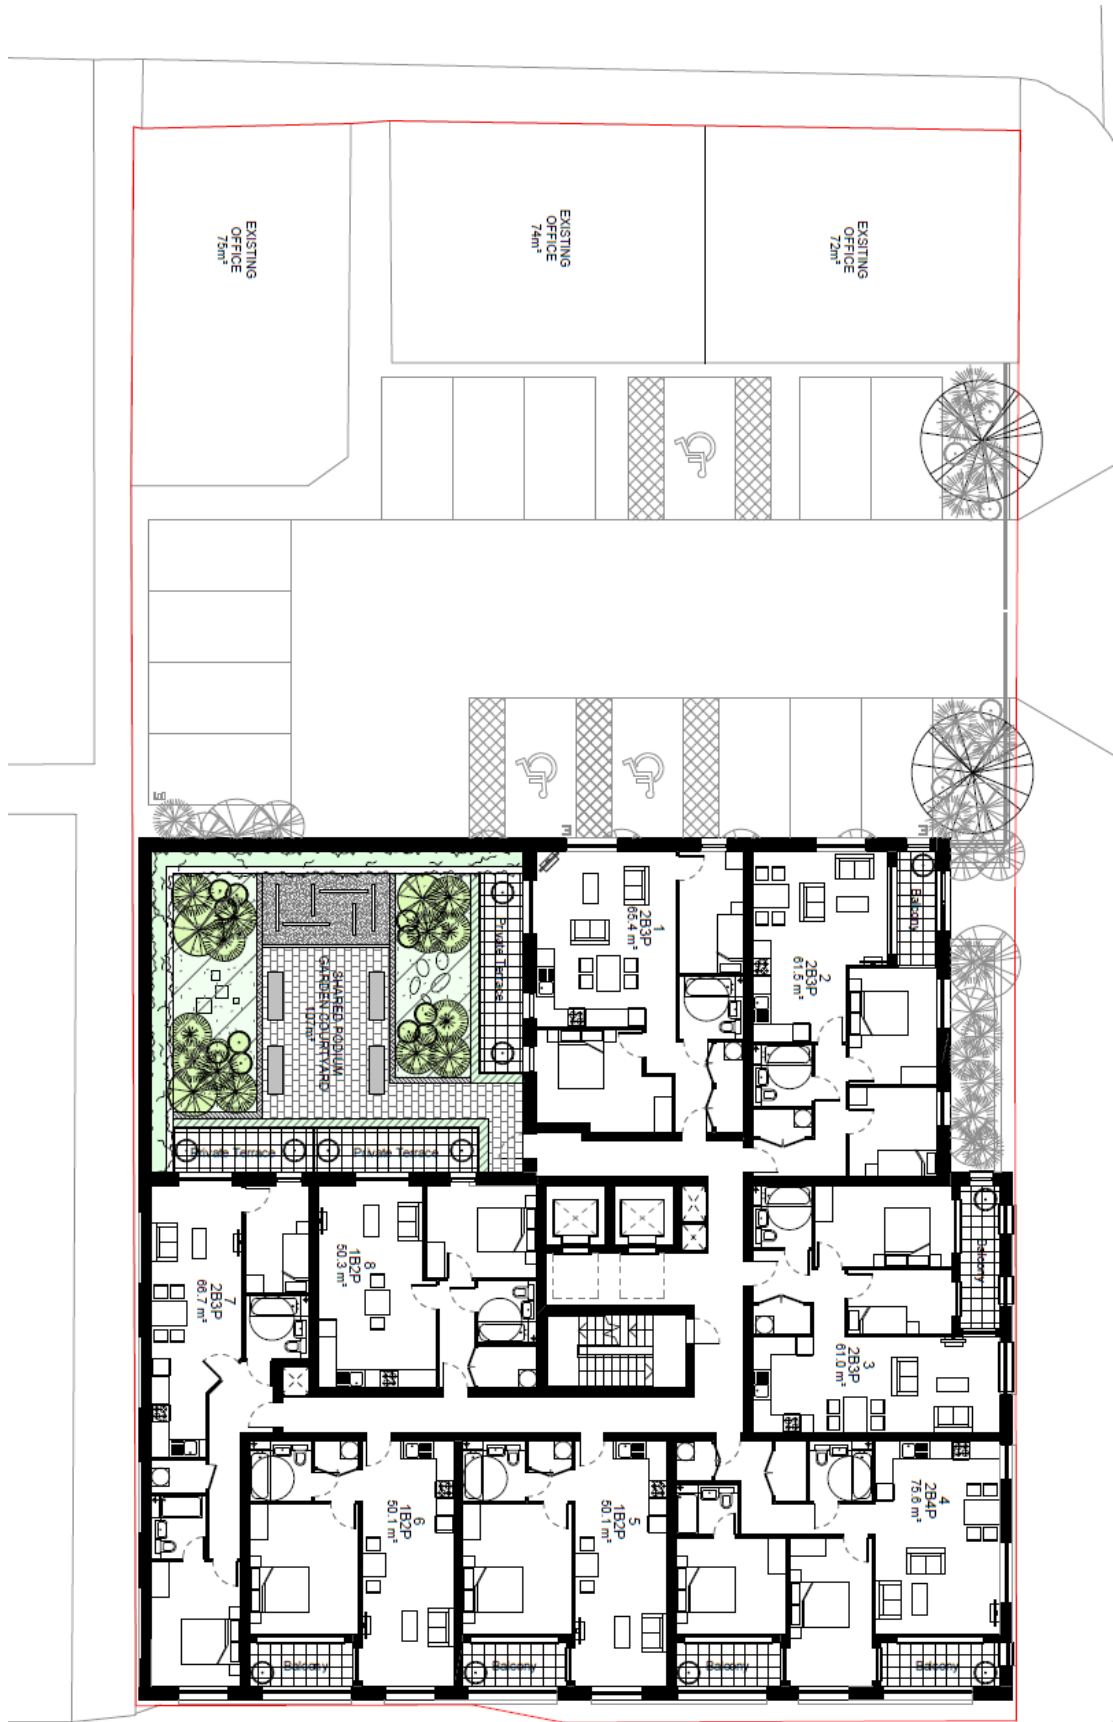 EXISTING
OFFICE
75m²
EXISTING
OFFICE
74m²
EXSITING
OFFICE
72m²
E
E
E
SHARED PODIUM
GARDEN COURTYARD
107m²
Private Terrace
1
2B3P
65.4 m²
2
2B3P
61.5 m²
Balcony
Private Terrace
Private Terrace
7
2B3P
66.7 m²
8
1B2P
50.3 m²
3
2B3P
61.0 m²
Balcony
6
1B2P
50.1 m²
5
1B2P
50.1 m²
4
2B4P
75.6 m²
Balcony
Balcony
Balcony
Balcony